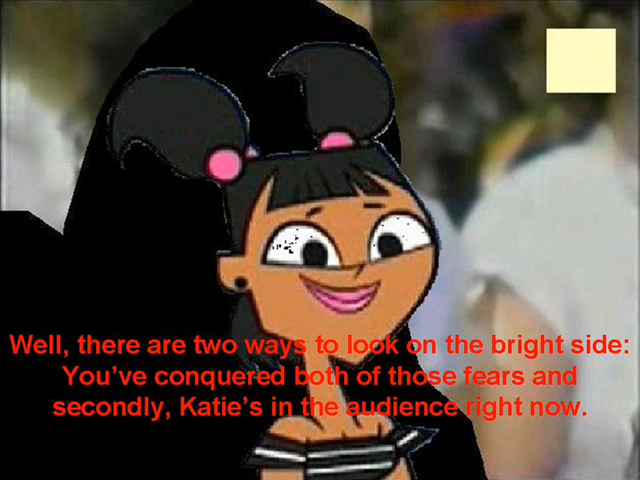 Well, there are two ways to look on the bright side:
You’ve conquered both of those fears and
secondly, Katie’s in the audience right now.